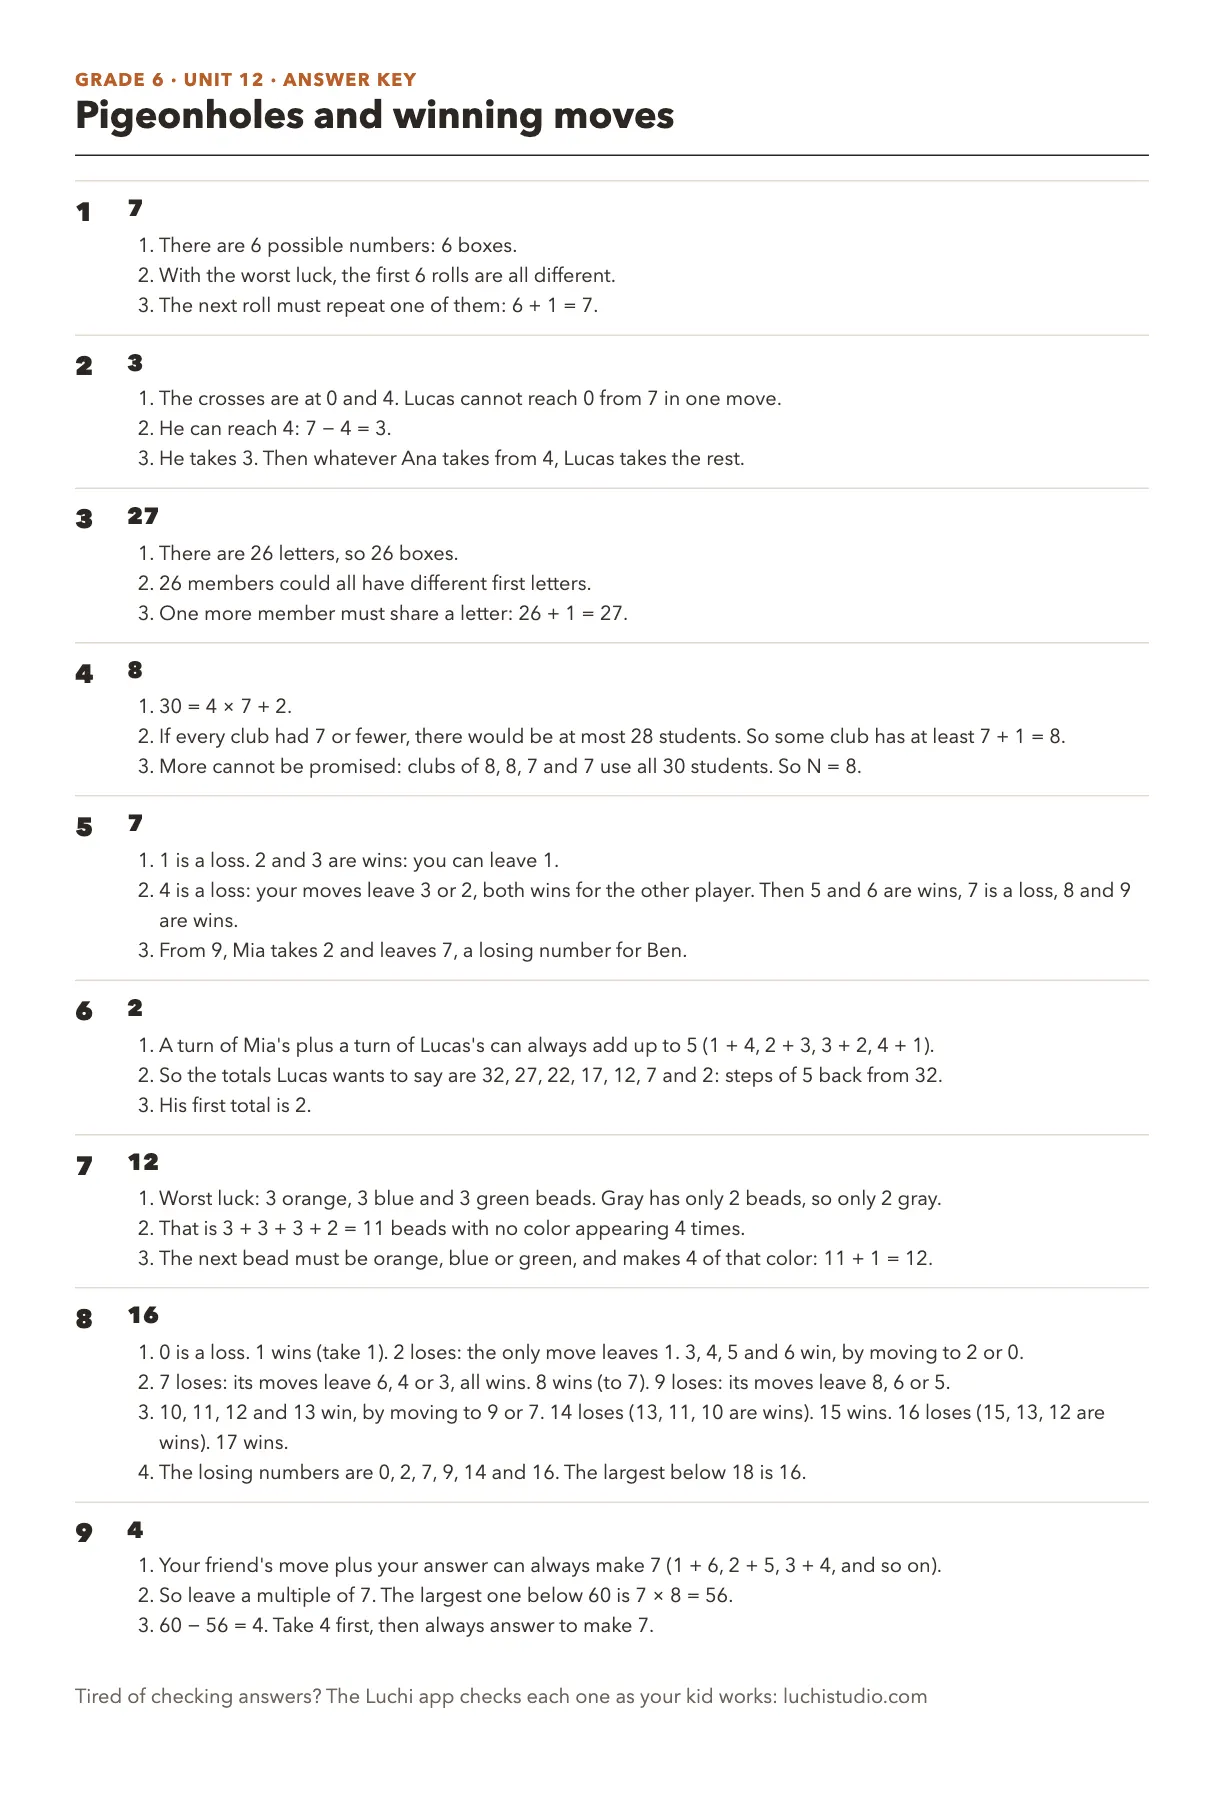 GRADE 6 · UNIT 12 · ANSWER KEY
Pigeonholes and winning moves
1 7
1. There are 6 possible numbers: 6 boxes.
2. With the worst luck, the first 6 rolls are all different.
3. The next roll must repeat one of them: 6 + 1 = 7.
2 3
1. The crosses are at 0 and 4. Lucas cannot reach 0 from 7 in one move.
2. He can reach 4: 7 − 4 = 3.
3. He takes 3. Then whatever Ana takes from 4, Lucas takes the rest.
3 27
1. There are 26 letters, so 26 boxes.
2. 26 members could all have different first letters.
3. One more member must share a letter: 26 + 1 = 27.
4 8
1. 30 = 4 × 7 + 2.
2. If every club had 7 or fewer, there would be at most 28 students. So some club has at least 7 + 1 = 8.
3. More cannot be promised: clubs of 8, 8, 7 and 7 use all 30 students. So N = 8.
5 7
1. 1 is a loss. 2 and 3 are wins: you can leave 1.
2. 4 is a loss: your moves leave 3 or 2, both wins for the other player. Then 5 and 6 are wins, 7 is a loss, 8 and 9
are wins.
3. From 9, Mia takes 2 and leaves 7, a losing number for Ben.
6 2
1. A turn of Mia's plus a turn of Lucas's can always add up to 5 (1 + 4, 2 + 3, 3 + 2, 4 + 1).
2. So the totals Lucas wants to say are 32, 27, 22, 17, 12, 7 and 2: steps of 5 back from 32.
3. His first total is 2.
7 12
1. Worst luck: 3 orange, 3 blue and 3 green beads. Gray has only 2 beads, so only 2 gray.
2. That is 3 + 3 + 3 + 2 = 11 beads with no color appearing 4 times.
3. The next bead must be orange, blue or green, and makes 4 of that color: 11 + 1 = 12.
8 16
1. 0 is a loss. 1 wins (take 1). 2 loses: the only move leaves 1. 3, 4, 5 and 6 win, by moving to 2 or 0.
2. 7 loses: its moves leave 6, 4 or 3, all wins. 8 wins (to 7). 9 loses: its moves leave 8, 6 or 5.
3. 10, 11, 12 and 13 win, by moving to 9 or 7. 14 loses (13, 11, 10 are wins). 15 wins. 16 loses (15, 13, 12 are
wins). 17 wins.
4. The losing numbers are 0, 2, 7, 9, 14 and 16. The largest below 18 is 16.
9 4
1. Your friend's move plus your answer can always make 7 (1 + 6, 2 + 5, 3 + 4, and so on).
2. So leave a multiple of 7. The largest one below 60 is 7 × 8 = 56.
3. 60 − 56 = 4. Take 4 first, then always answer to make 7.
Tired of checking answers? The Luchi app checks each one as your kid works: luchistudio.com